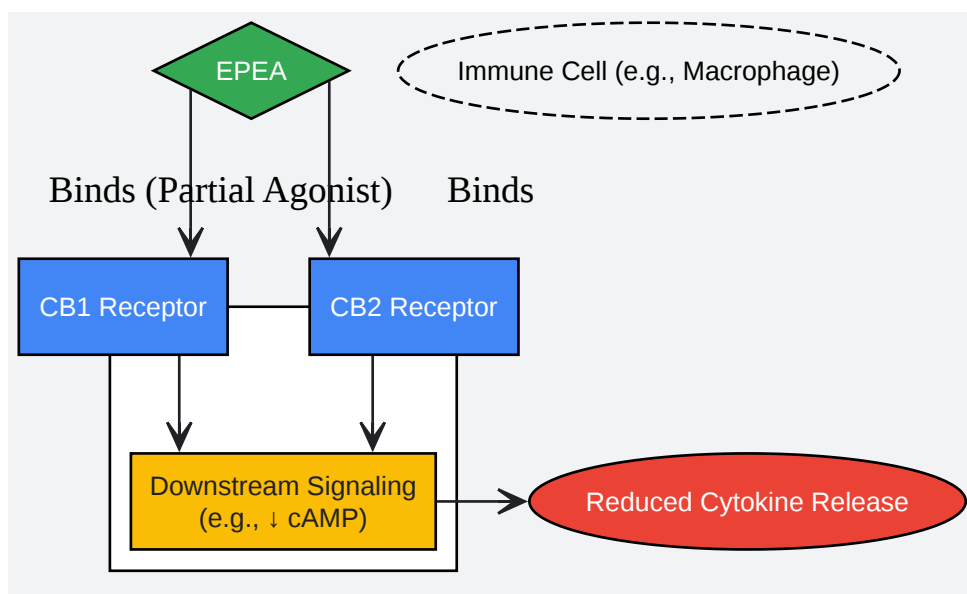 EPEA
Immune Cell (e.g., Macrophage)
Binds (Partial Agonist)
Binds
CB1 Receptor
CB2 Receptor
Downstream Signaling
(e.g., ↓ cAMP)
Reduced Cytokine Release